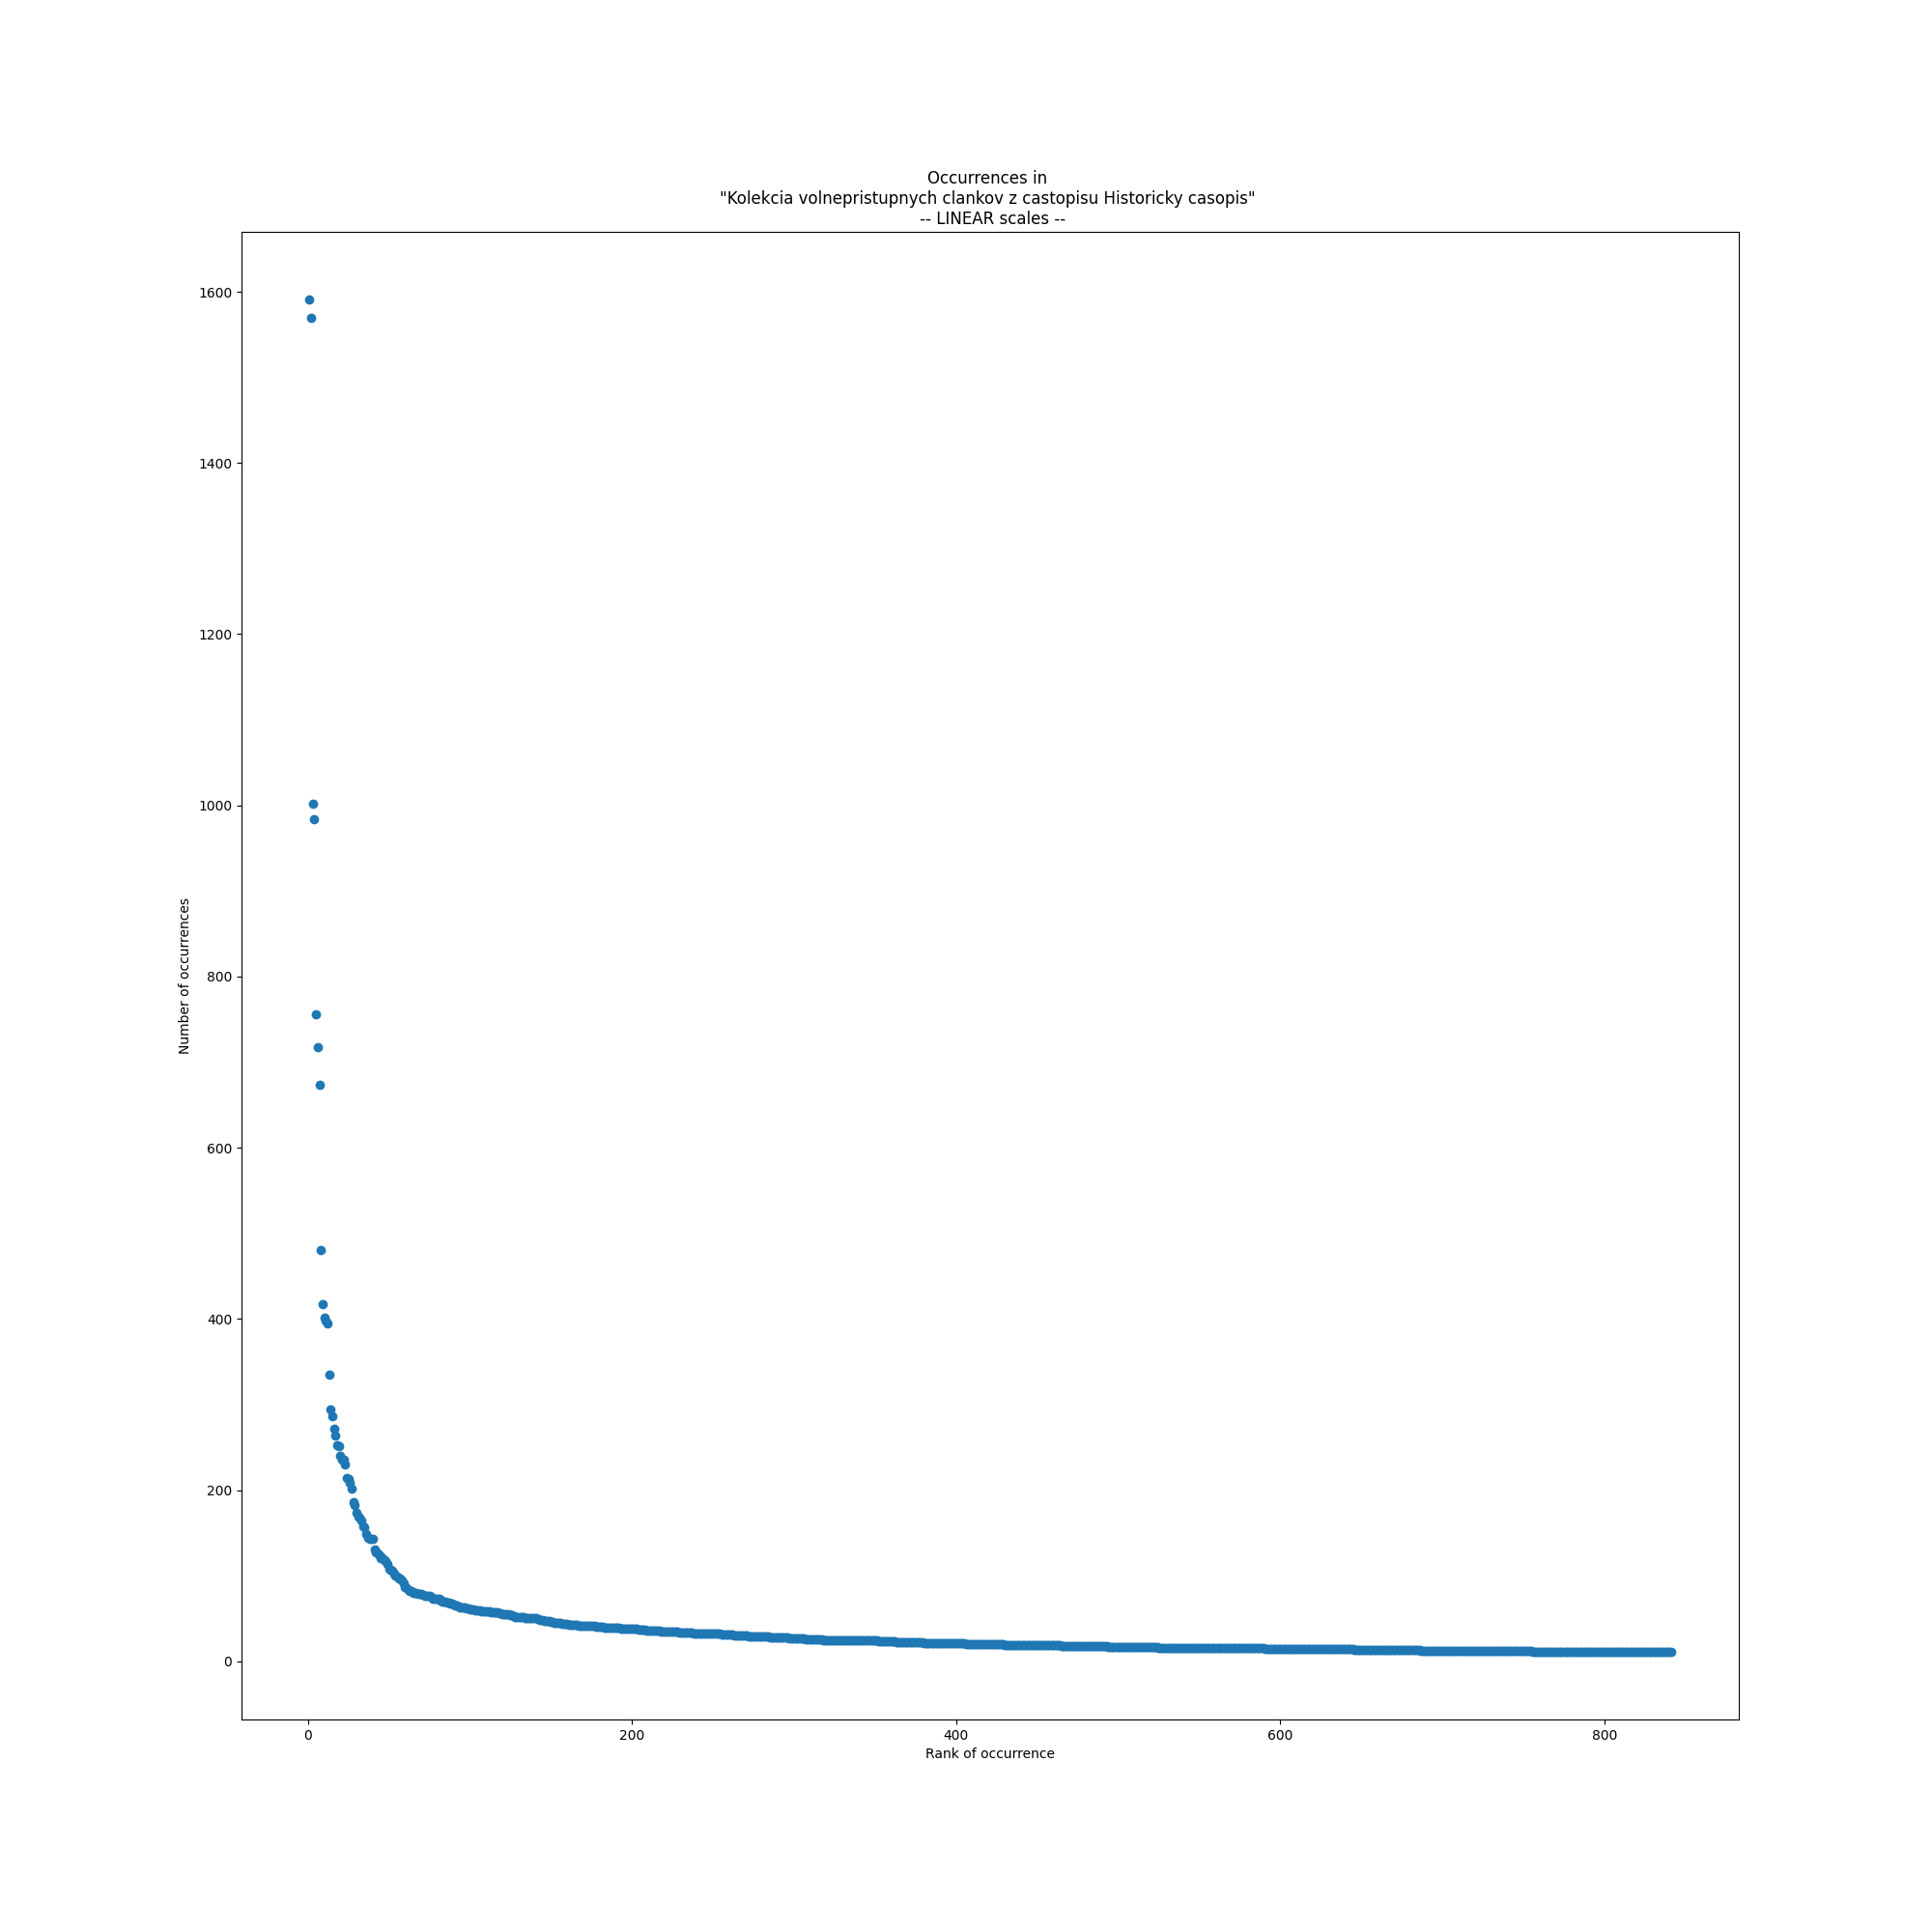 Occurrences in
"Kolekcia volnepristupnych clankov z castopisu Historicky casopis"
-- LINEAR scales --
1600
1400
1200
1000
800
600
400
200
0
Number of occurrences
0 200 400 600 800
Rank of occurrence